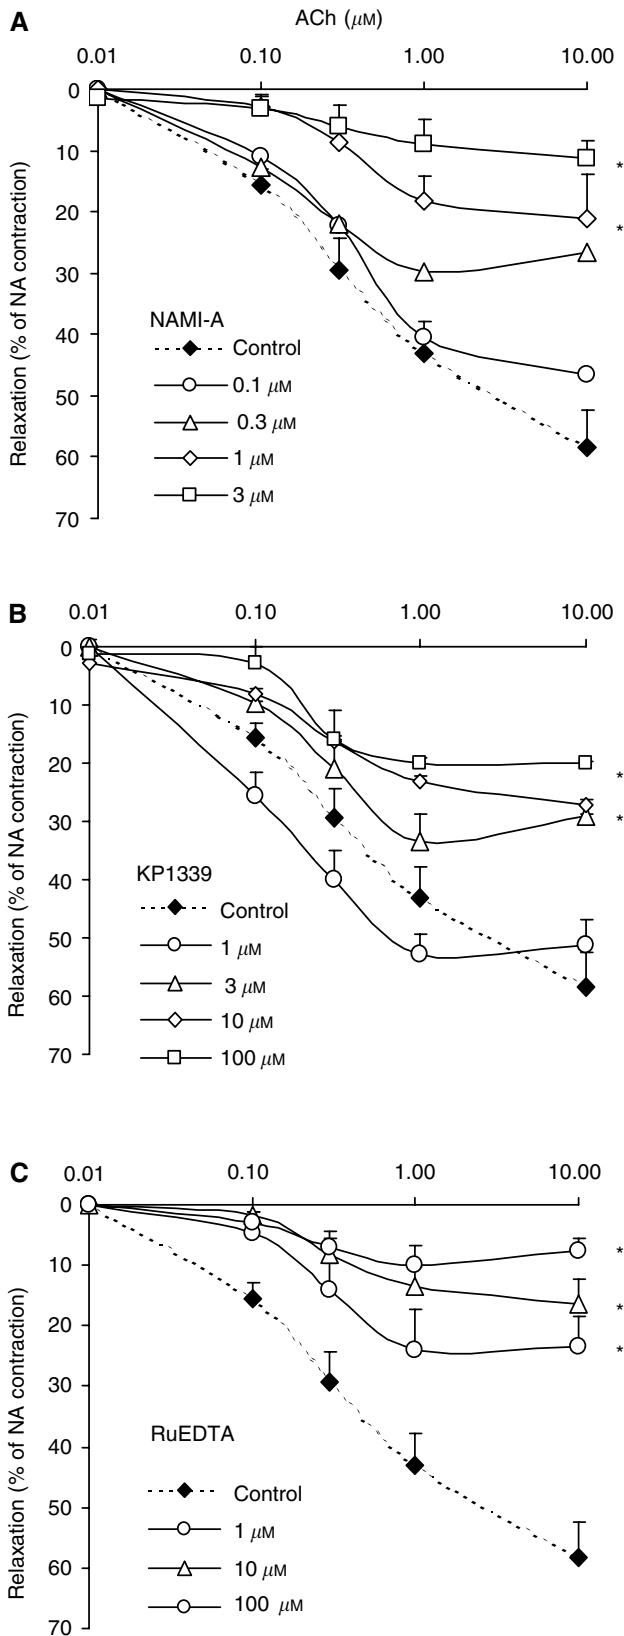 A
ACh (μM)
0.01 0.10 1.00 10.00
0
10
20
30
40
50
60
70
Relaxation (% of NA contraction)
*
*
NAMI-A
Control
0.1 μM
0.3 μM
1 μM
3 μM
B
0.01 0.10 1.00 10.00
0
10
20
30
40
50
60
70
Relaxation (% of NA contraction)
*
*
KP1339
Control
1 μM
3 μM
10 μM
100 μM
C
0.01 0.10 1.00 10.00
0
10
20
30
40
50
60
70
Relaxation (% of NA contraction)
*
*
*
RuEDTA
Control
1 μM
10 μM
100 μM